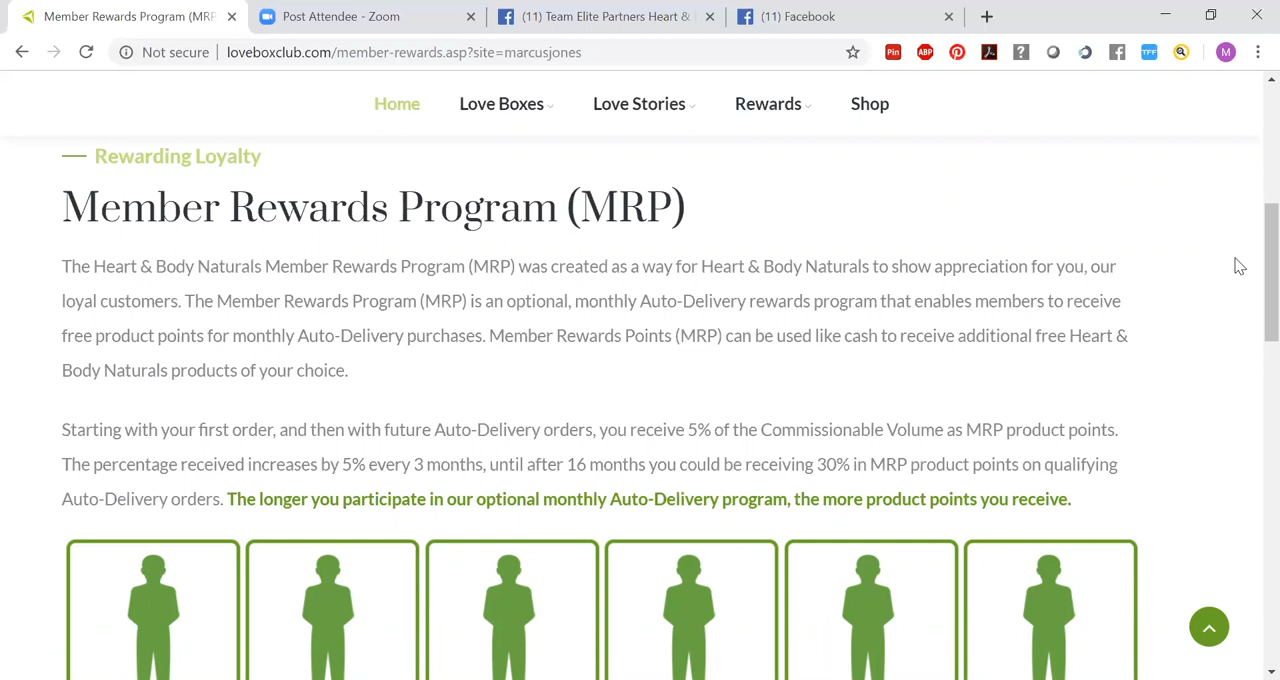 Member Rewards Program (MRP
Post Attendee - Zoom
(11) Team Elite Partners Heart &
(11) Facebook
Not secure
loveboxclub.com/member-rewards.asp?site=marcusjones
Pin
ABP
?
TFF
M
Home
Love Boxes
Love Stories
Rewards
Shop
Rewarding Loyalty
Member Rewards Program (MRP)
The Heart & Body Naturals Member Rewards Program (MRP) was created as a way for Heart & Body Naturals to show appreciation for you, our
loyal customers. The Member Rewards Program (MRP) is an optional, monthly Auto-Delivery rewards program that enables members to receive
free product points for monthly Auto-Delivery purchases. Member Rewards Points (MRP) can be used like cash to receive additional free Heart &
Body Naturals products of your choice.
Starting with your first order, and then with future Auto-Delivery orders, you receive 5% of the Commissionable Volume as MRP product points.
The percentage received increases by 5% every 3 months, until after 16 months you could be receiving 30% in MRP product points on qualifying
Auto-Delivery orders. The longer you participate in our optional monthly Auto-Delivery program, the more product points you receive.